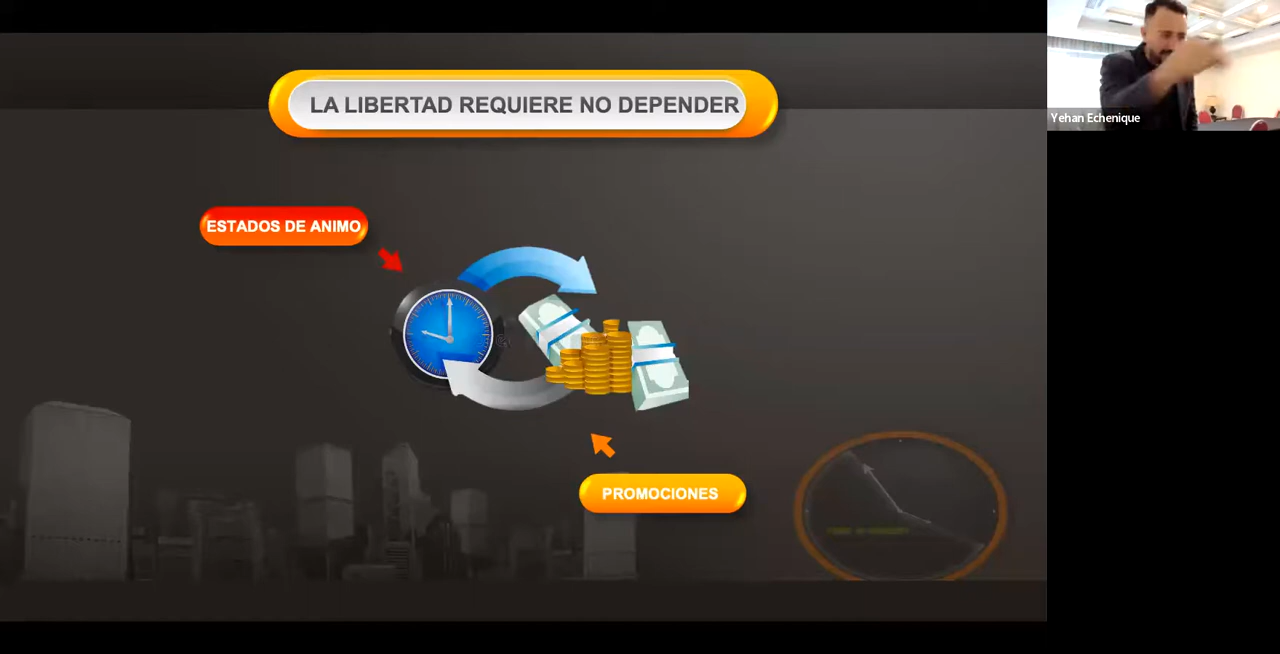 LA LIBERTAD REQUIERE NO DEPENDER
Yehan Echenique
ESTADOS DE ANIMO
PROMOCIONES